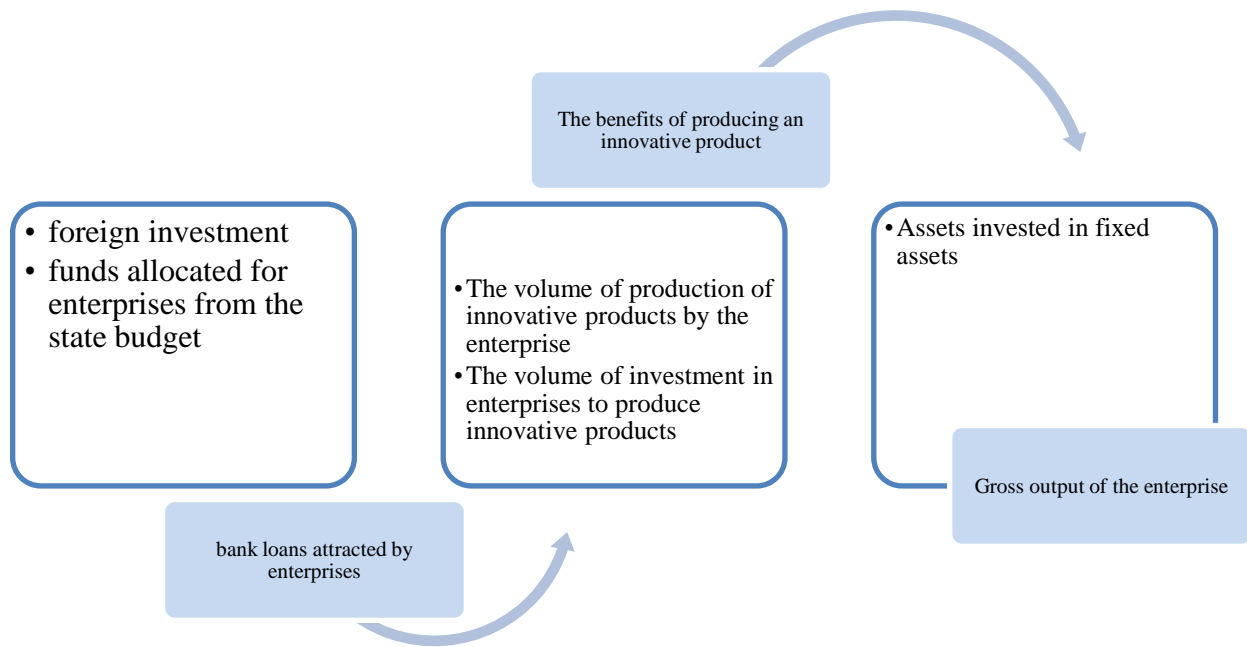 • foreign investment
• funds allocated for
enterprises from the
state budget
bank loans attracted by
enterprises
The benefits of producing an
innovative product
• The volume of production of
innovative products by the
enterprise
• The volume of investment in
enterprises to produce
innovative products
• Assets invested in fixed
assets
Gross output of the enterprise